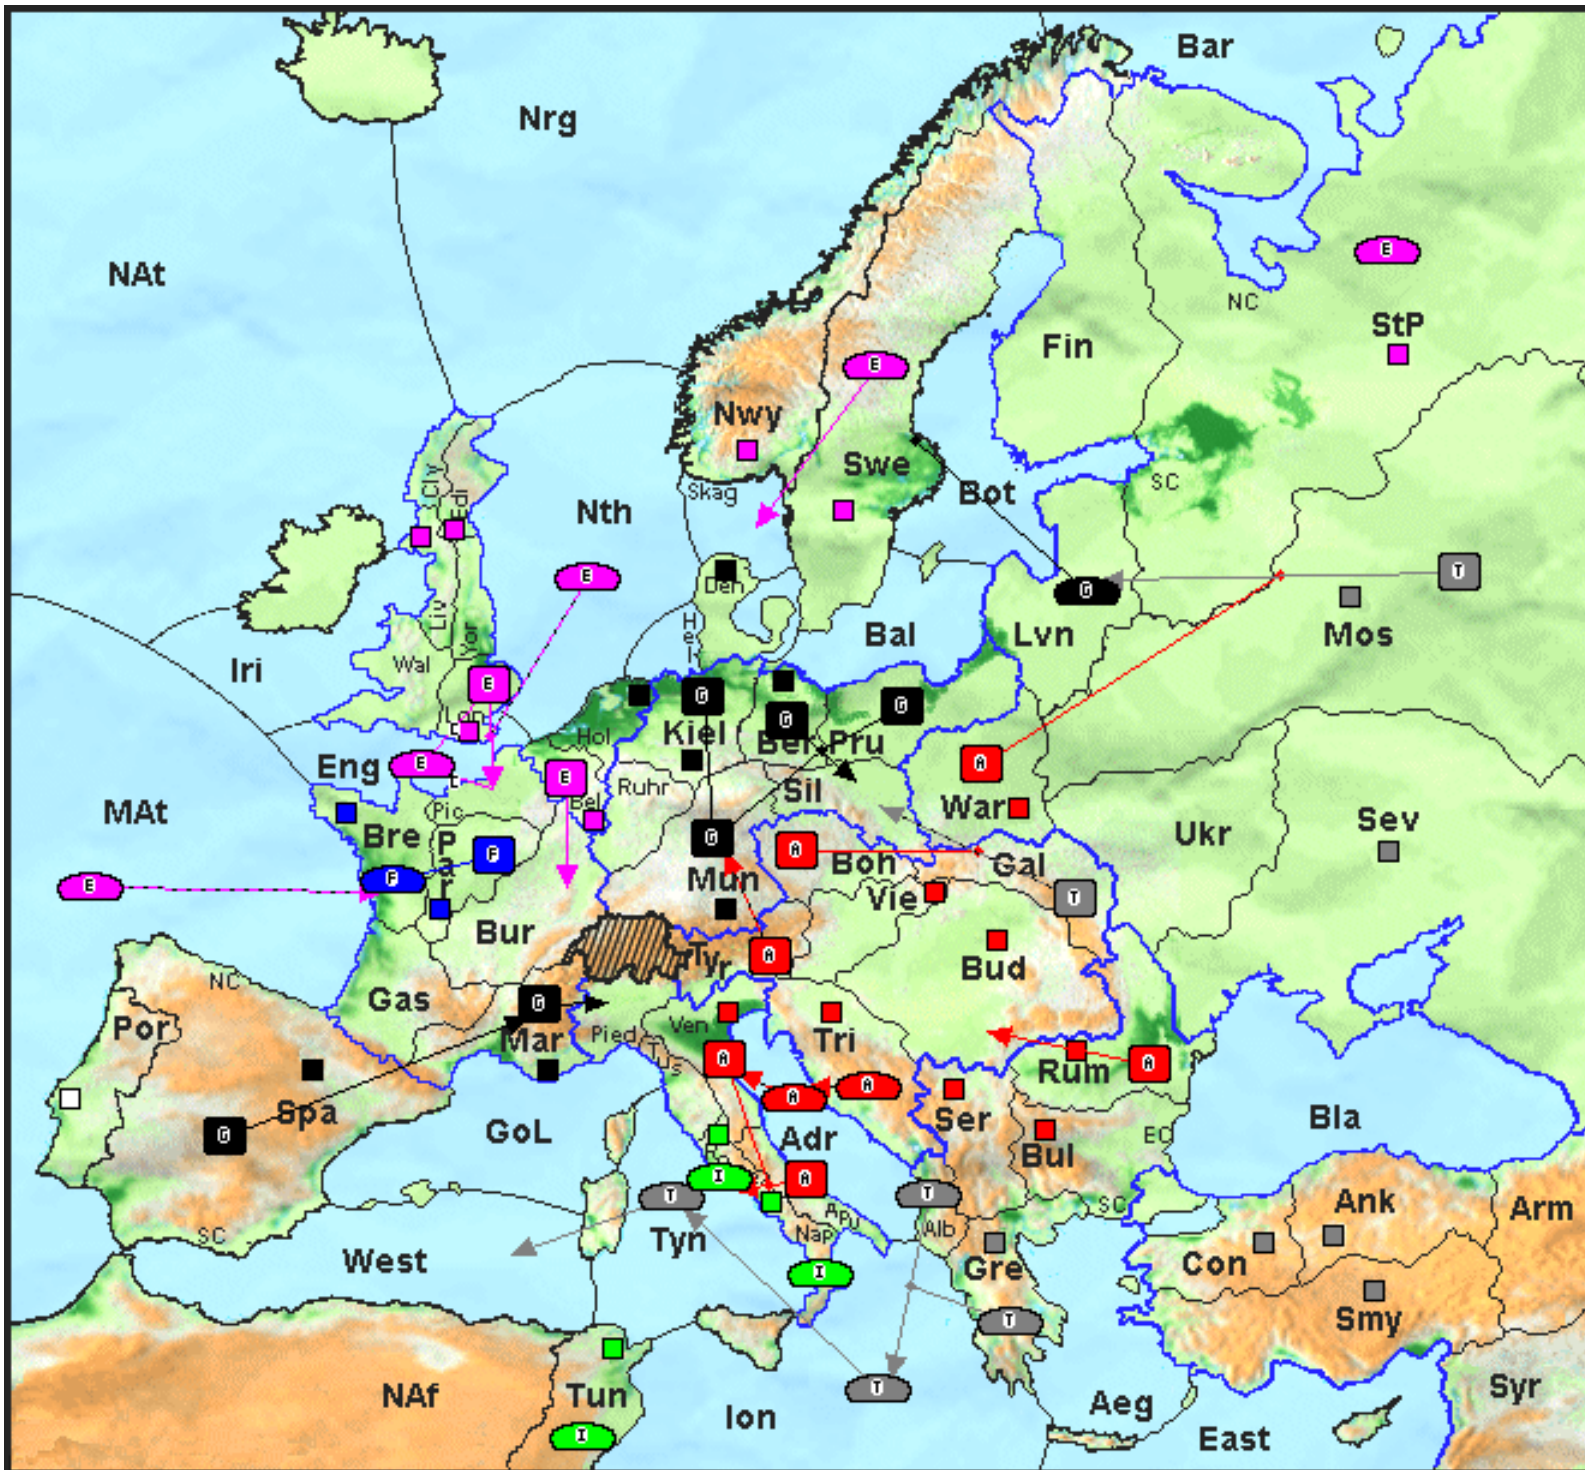 Bar
Nrg
NAt
E
NC
StP
Fin
E
Nwy
Swe
Cly
Edi
SC
Skag
Bot
Nth
E
T
Den
G
Hel
Liv
Yor
Mos
Bal
Lvn
Iri
Wal
E
G
G
G
Lon
Hol
Kiel
Ber
Pru
Eng
E
E
A
Ruhr
Sil
War
Bel
MAt
Pic
Bre
Par
Ukr
Sev
F
G
A
Boh
Gal
E
F
Mun
Vie
T
Bur
Tyr
A
Bud
NC
Gas
G
Por
Mar
Pied
Ven
Tri
Tus
A
Rum
A
A
A
Ser
Spa
GoL
Adr
Bla
G
EC
Bul
I
A
T
T
Ank
Arm
SC
SC
West
Tyn
Apu
Nap
Alb
Con
Gre
I
T
Smy
NAf
Tun
T
Syr
Ion
Aeg
I
East